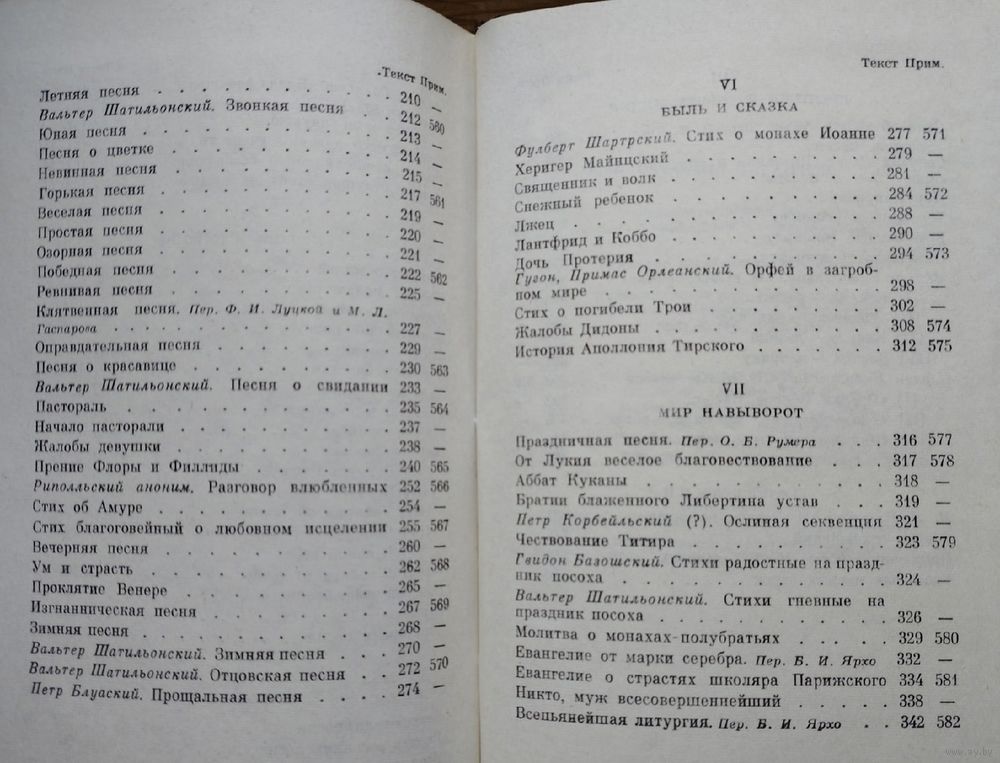 Текст Прим.
Летняя песня . . . . . . . . . . . . 210 —
Вальтер Шатильонский. Звонкая песня . . 212 560
Юная песня . . . . . . . . . . . . 213 —
Песня о цветке . . . . . . . . . . . 214 —
Невинная песня . . . . . . . . . . . 215 —
Горькая песня . . . . . . . . . . . 217 561
Веселая песня . . . . . . . . . . . 219 —
Простая песня . . . . . . . . . . . 220 —
Озорная песня . . . . . . . . . . . 221 —
Победная песня . . . . . . . . . . . 222 562
Ревнивая песня . . . . . . . . . . . 225 —
Клятвенная песня. Пер. Ф. И. Луцкой и М. Л.
Гаспарова . . . . . . . . . . . . . 227 —
Оправдательная песня . . . . . . . . 229 —
Песня о красавице . . . . . . . . . 230 563
Вальтер Шатильонский. Песня о свидании 233 —
Пастораль . . . . . . . . . . . . . 235 564
Начало пасторали . . . . . . . . . . 237 —
Жалобы девушки . . . . . . . . . . . 238 —
Прение Флоры и Филлиды . . . . . . . 240 565
Риполльский аноним. Разговор влюбленных 252 566
Стих об Амуре . . . . . . . . . . . 254 —
Стих благоговейный о любовном исцелении 255 567
Вечерняя песня . . . . . . . . . . . 260 —
Ум и страсть . . . . . . . . . . . . 262 568
Проклятие Венере . . . . . . . . . . 265 —
Изгнанническая песня . . . . . . . . 267 569
Зимняя песня . . . . . . . . . . . . 268 —
Вальтер Шатильонский. Зимняя песня . . . 270 —
Вальтер Шатильонский. Отцовская песня . . 272 570
Петр Блуаский. Прощальная песня . . . . 274 —
Текст Прим.
VI
БЫЛЬ И СКАЗКА
Фулберт Шартрский. Стих о монахе Иоанне 277 571
Херигер Майнцский . . . . . . . . . 279 —
Священник и волк . . . . . . . . . . 281 —
Снежный ребенок . . . . . . . . . . 284 572
Лжец . . . . . . . . . . . . . . . 288 —
Лантфрид и Коббо . . . . . . . . . . 290 —
Дочь Протерия . . . . . . . . . . . 294 573
Гугон, Примас Орлеанский. Орфей в загроб-
ном мире . . . . . . . . . . . . . 298 —
Стих о погибели Трои . . . . . . . . 302 —
Жалобы Дидоны . . . . . . . . . . . 308 574
История Аполлония Тирского . . . . . . 312 575
VII
МИР НАВЫВОРОТ
Праздничная песня. Пер. О. Б. Румера . . . 316 577
От Лукия веселое благовествование . . . 317 578
Аббат Куканы . . . . . . . . . . . 318 —
Братии блаженного Либертина устав . . . 319 —
Петр Корбейльский (?). Ослиная секвенция 321 —
Чествование Титира . . . . . . . . . 323 579
Гвидон Базошский. Стихи радостные на празд-
ник посоха . . . . . . . . . . . . 324 —
Вальтер Шатильонский. Стихи гневные на
праздник посоха . . . . . . . . . . 326 —
Молитва о монахах-полубратьях . . . . 329 580
Евангелие от марки серебра. Пер. Б. И. Ярхо 332 —
Евангелие о страстях школяра Парижского 334 581
Никто, муж всесовершеннейший . . . . 338 —
Всепьянейшая литургия. Пер. Б. И. Ярхо . . 342 582
www.ay.by